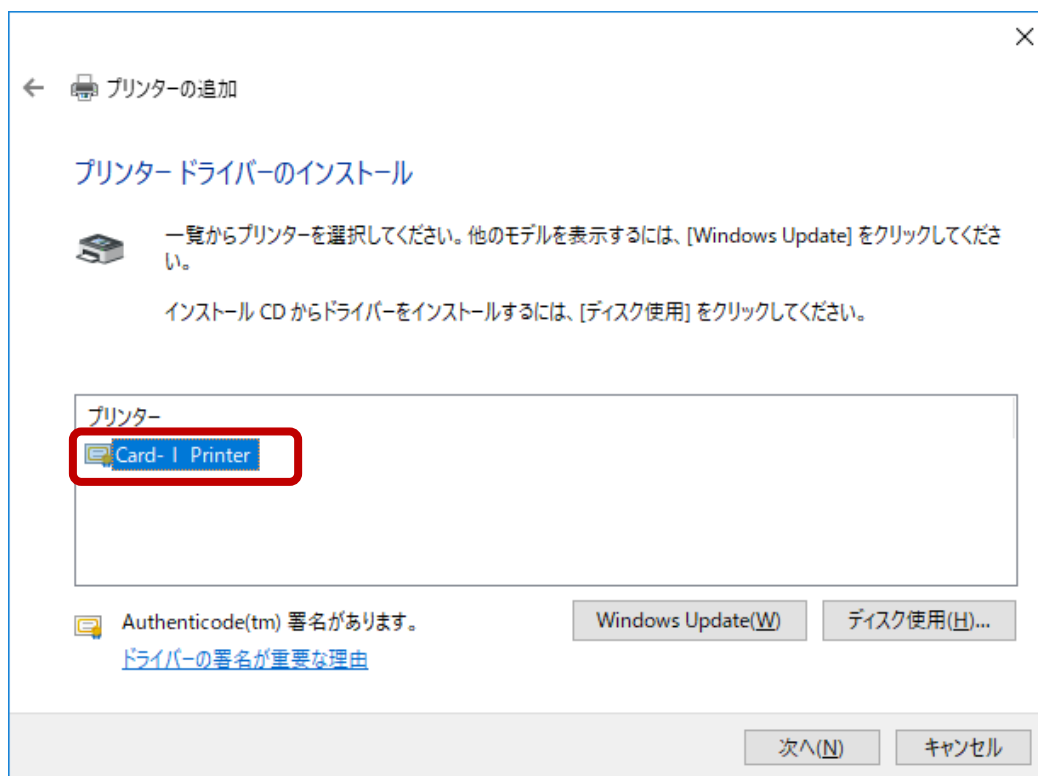 プリンターの追加
プリンター ドライバーのインストール
一覧からプリンターを選択してください。他のモデルを表示するには、[Windows Update] をクリックしてくださ
い。
インストール CD からドライバーをインストールするには、[ディスク使用] をクリックしてください。
プリンター
Card-Ⅰ Printer
Authenticode(tm) 署名があります。
Windows Update(W)
ディスク使用(H)...
ドライバーの署名が重要な理由
次へ(N)
キャンセル